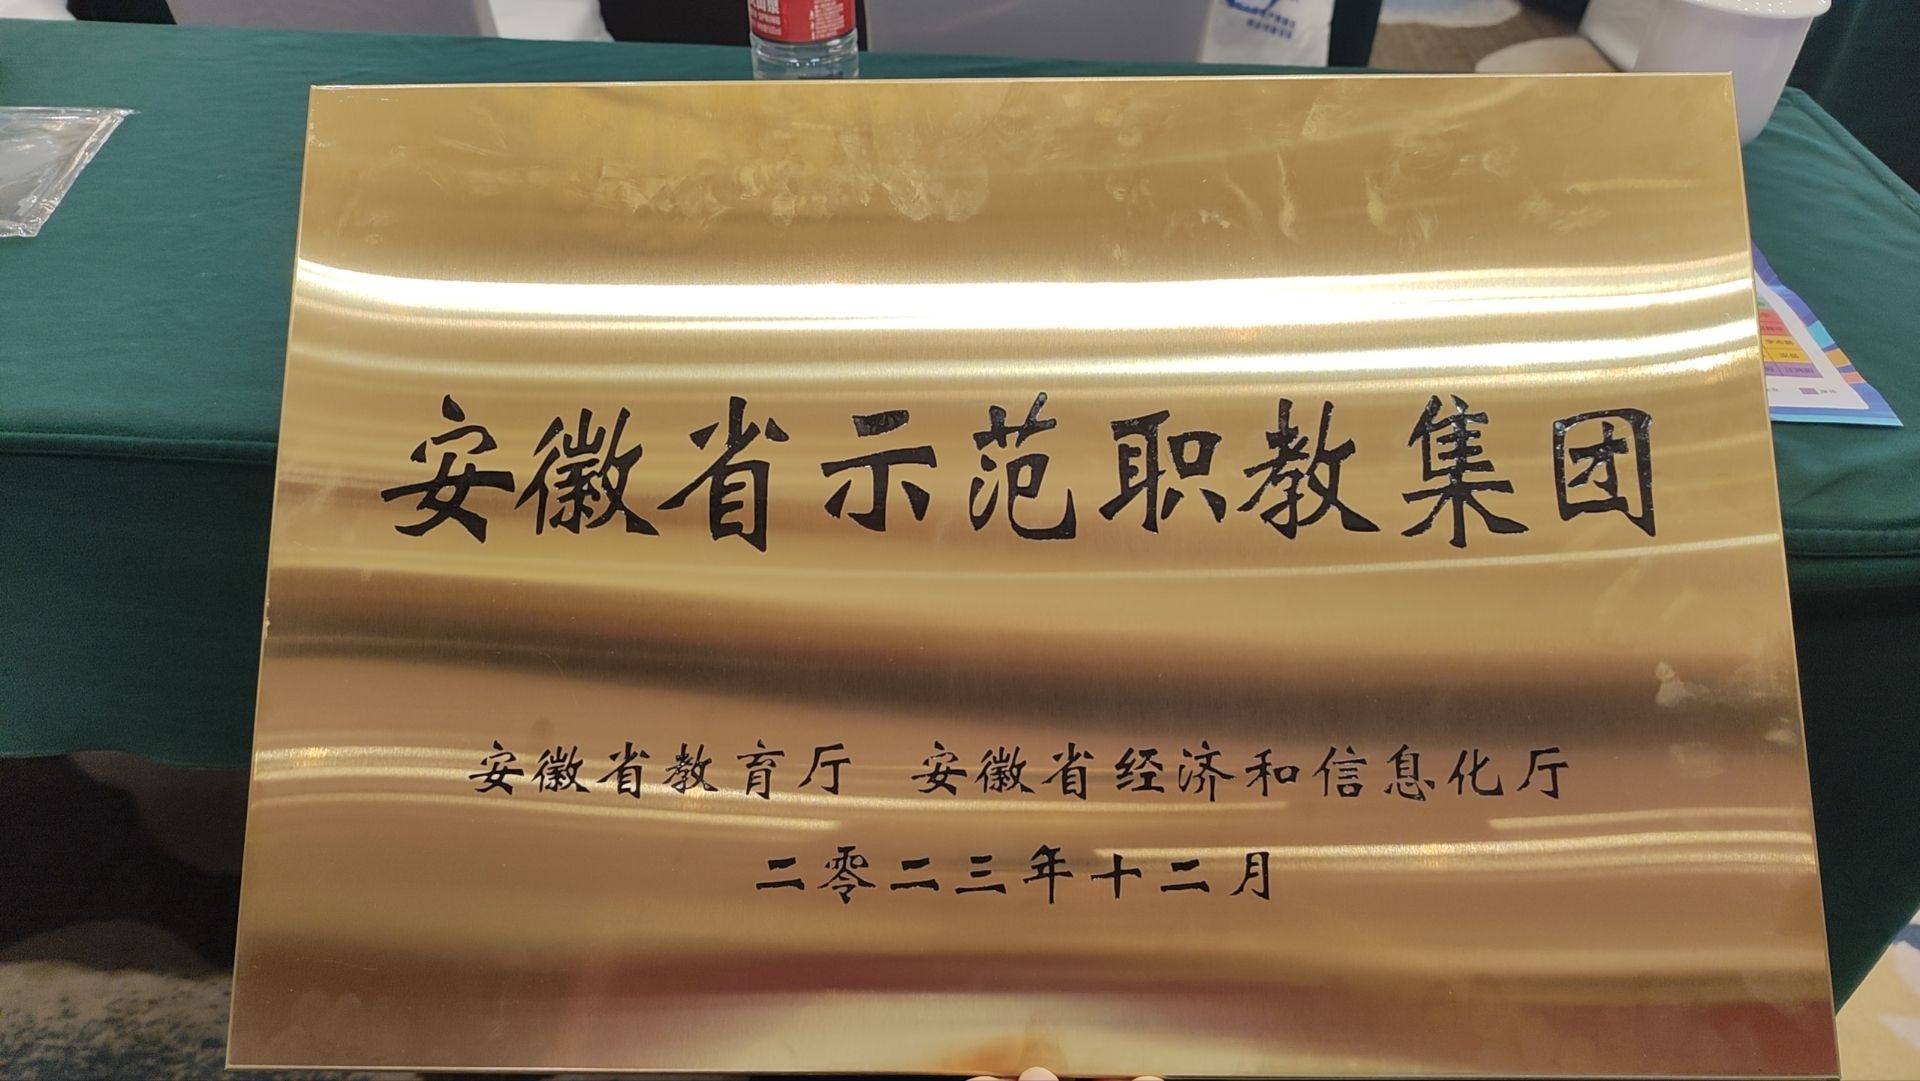 安徽省示范职教集团
安徽省教育厅 安徽省经济和信息化厅
二零二三年十二月